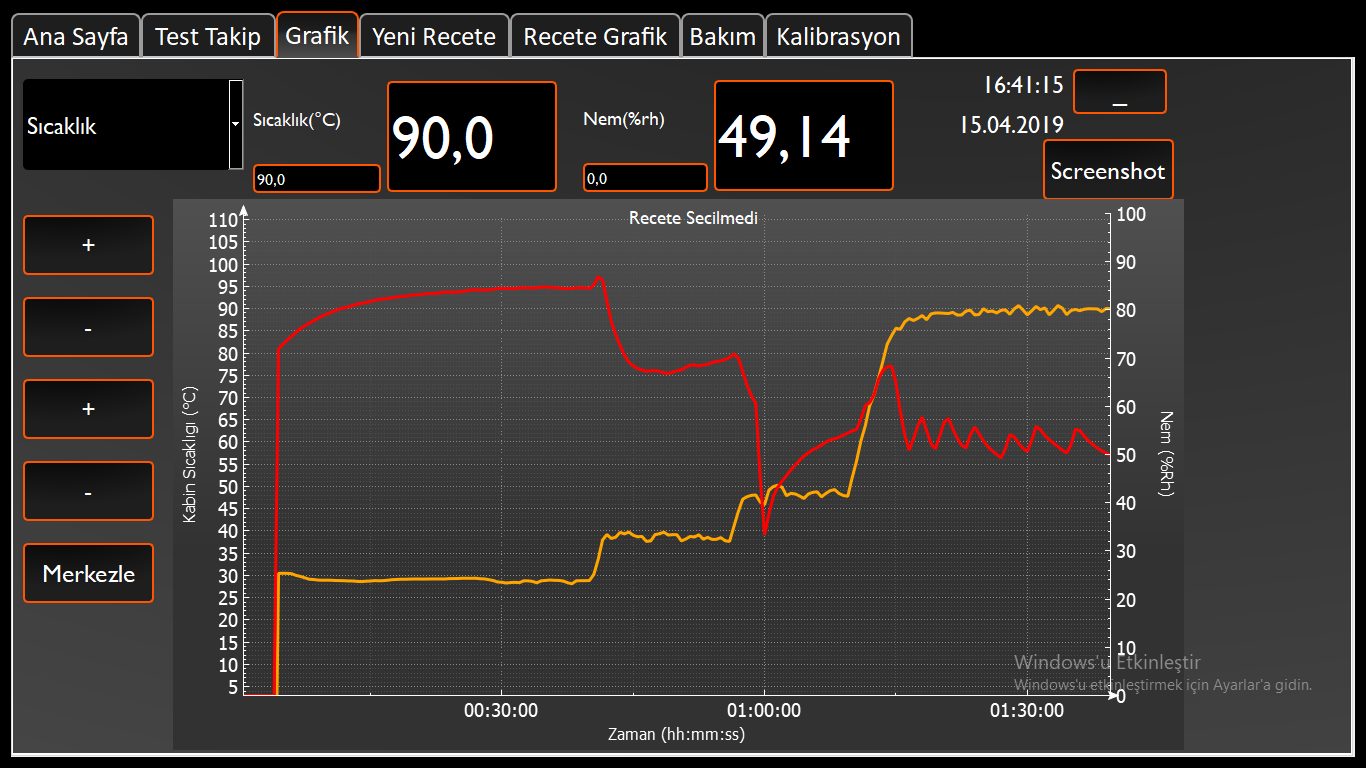 Ana Sayfa
Test Takip
Grafik
Yeni Recete
Recete Grafik
Bakım
Kalibrasyon
Sıcaklık
Sıcaklık(°C)
90,0
90,0
Nem(%rh)
0,0
49,14
16:41:15
_
15.04.2019
Screenshot
+
-
+
-
Merkezle
Recete Secilmedi
Kabin Sıcaklıgı (°C)
110
105
100
95
90
85
80
75
70
65
60
55
50
45
40
35
30
25
20
15
10
5
100
90
80
70
60
50
40
30
20
10
0
Nem (%Rh)
00:30:00
01:00:00
01:30:00
Zaman (hh:mm:ss)
Windows'u Etkinleştir
Windows'u etkinleştirmek için Ayarlar'a gidin.